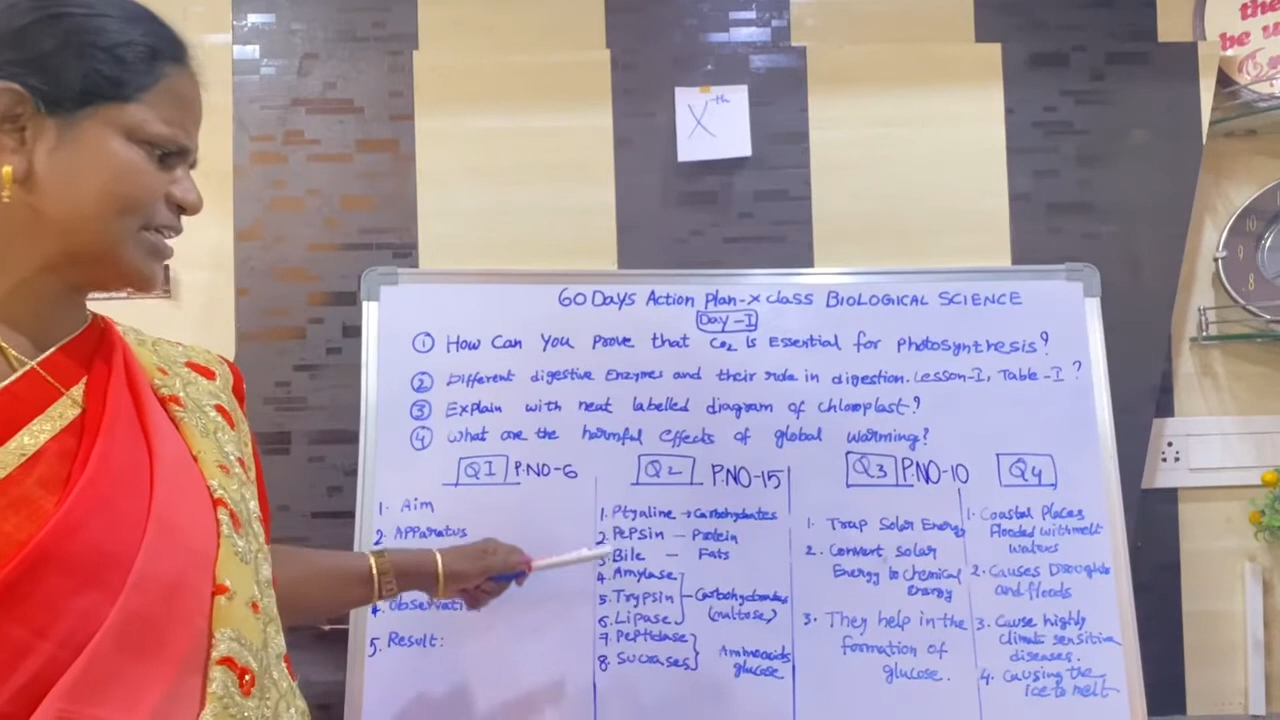 the
be u
X th
10
9
8
60 Days Action Plan-X class BIOLOGICAL SCIENCE
Day-I
① How Can You prove that CO2 is Essential for photosynthesis?
② Different digestive Enzymes and their role in digestion. Lesson-I, Table-I ?
③ Explain with neat labelled diagram of chloroplast?
④ What are the harmful effects of global warming?
Q1 P.NO-6
1. Aim
2. Apparatus
4. Observati
5. Result:
Q2 P.NO-15
1. Ptyaline → Carbohydrates
2. Pepsin - Protein
3. Bile - Fats
4. Amylase
5. Trypsin - Carbohydrates
6. Lipase (maltose)
7. Peptidase
8. Sucrases Aminoacids
glucose
Q3 P.NO-10
1. Trap Solar Energy
2. Convert Solar
Energy to chemical
energy
3. They help in the
formation of
glucose.
Q4
1. Coastal Places
flooded with melt
waters
2. Causes Droughts
and floods
3. Cause highly
climate sensitive
diseases.
4. Causing the
ice to melt